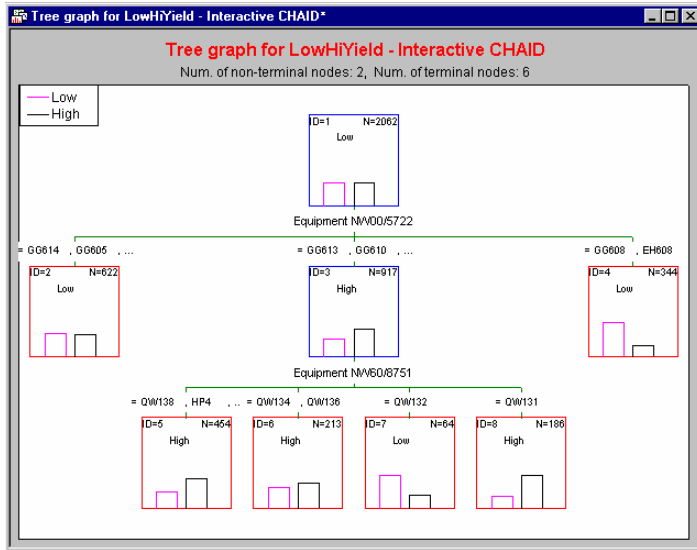 Tree graph for LowHiYield - Interactive CHAID*
Tree graph for LowHiYield - Interactive CHAID
Num. of non-terminal nodes: 2, Num. of terminal nodes: 6
Low
High
ID=1 N=2062
Low
Equipment NW00/5722
= GG614 , GG605 , ... = GG613 , GG610 , ... = GG608 , EH608
ID=2 N=622 ID=3 N=917 ID=4 N=344
Low High Low
Equipment NW60/8751
= QW138 , HP4 , .. = QW134 , QW136 = QW132 = QW131
ID=5 N=454 ID=6 N=213 ID=7 N=64 ID=8 N=186
High High Low High